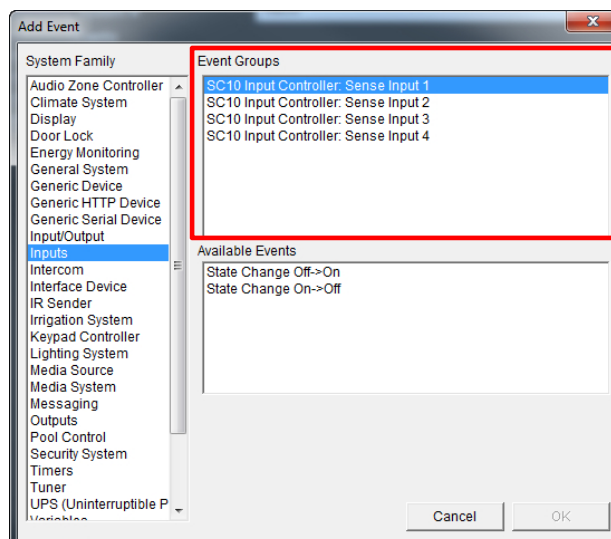 Add Event
System Family
Audio Zone Controller
Climate System
Display
Door Lock
Energy Monitoring
General System
Generic Device
Generic HTTP Device
Generic Serial Device
Input/Output
Inputs
Intercom
Interface Device
IR Sender
Irrigation System
Keypad Controller
Lighting System
Media Source
Media System
Messaging
Outputs
Pool Control
Security System
Timers
Tuner
UPS (Uninterruptible P
Variables
Event Groups
SC10 Input Controller: Sense Input 1
SC10 Input Controller: Sense Input 2
SC10 Input Controller: Sense Input 3
SC10 Input Controller: Sense Input 4
Available Events
State Change Off->On
State Change On->Off
Cancel
OK